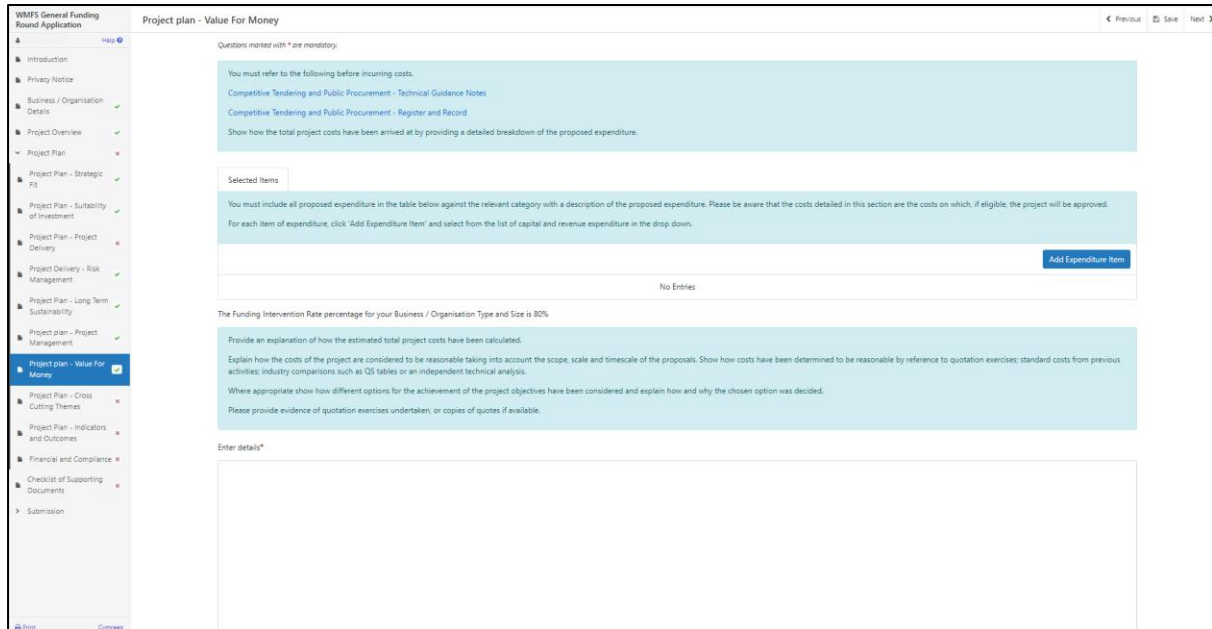 WMFS General Funding
Round Application
Help
Introduction
Privacy Notice
Business / Organisation
Details
Project Overview
Project Plan
Project Plan - Strategic
Fit
Project Plan - Suitability
of Investment
Project Plan - Project
Delivery
Project Delivery - Risk
Management
Project Plan - Long Term
Sustainability
Project plan - Project
Management
Project plan - Value For
Money
Project Plan - Cross
Cutting Themes
Project Plan - Indicators
and Outcomes
Financial and Compliance
Checklist of Supporting
Documents
Submission
Print
Cymraeg
Project plan - Value For Money
Previous
Save
Next
Questions marked with * are mandatory.
You must refer to the following before incurring costs.
Competitive Tendering and Public Procurement - Technical Guidance Notes
Competitive Tendering and Public Procurement - Register and Record
Show how the total project costs have been arrived at by providing a detailed breakdown of the proposed expenditure.
Selected Items
You must include all proposed expenditure in the table below against the relevant category with a description of the proposed expenditure. Please be aware that the costs detailed in this section are the costs on which, if eligible, the project will be approved.
For each item of expenditure, click 'Add Expenditure Item' and select from the list of capital and revenue expenditure in the drop down.
Add Expenditure Item
No Entries
The Funding Intervention Rate percentage for your Business / Organisation Type and Size is 80%
Provide an explanation of how the estimated total project costs have been calculated.
Explain how the costs of the project are considered to be reasonable taking into account the scope, scale and timescale of the proposals. Show how costs have been determined to be reasonable by reference to quotation exercises; standard costs from previous
activities; industry comparisons such as QS tables or an independent technical analysis.
Where appropriate show how different options for the achievement of the project objectives have been considered and explain how and why the chosen option was decided.
Please provide evidence of quotation exercises undertaken, or copies of quotes if available.
Enter details*